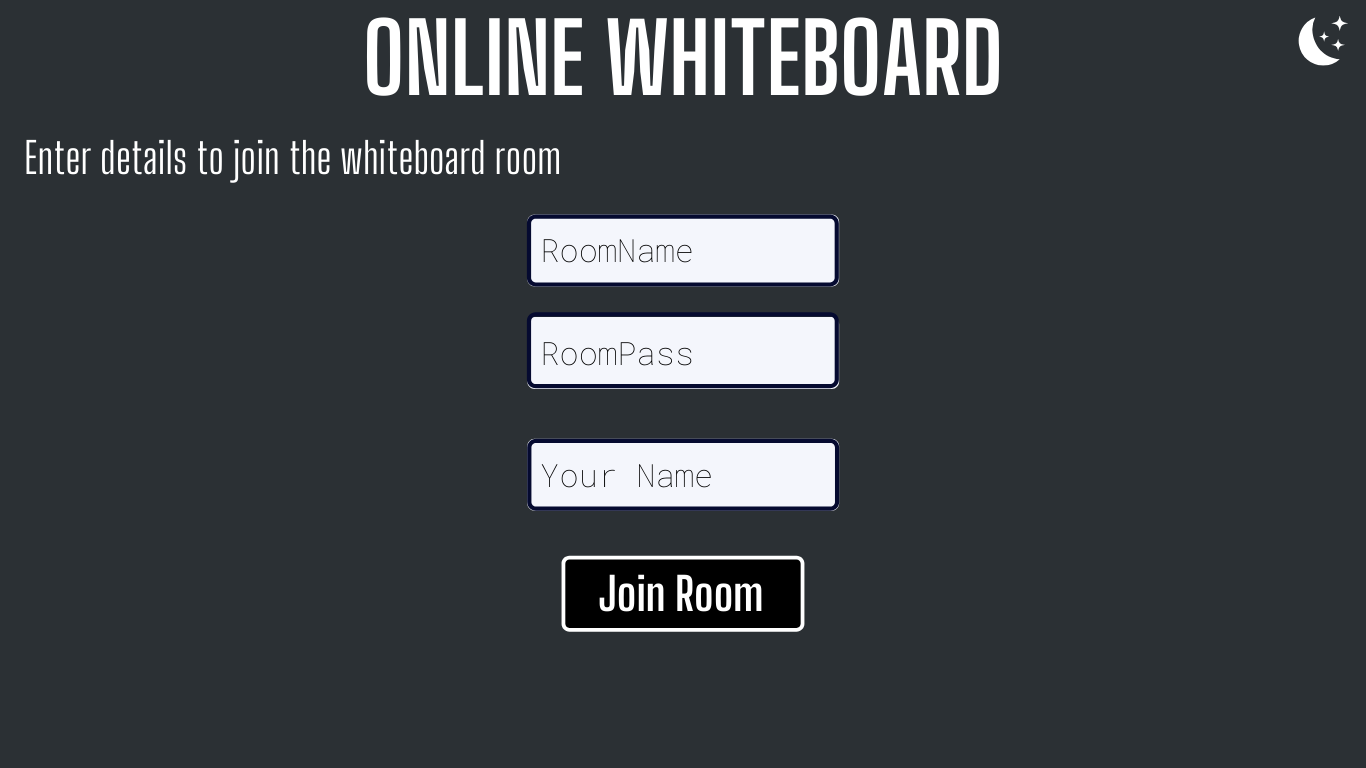 ONLINE WHITEBOARD
Enter details to join the whiteboard room
RoomName
RoomPass
Your Name
Join Room